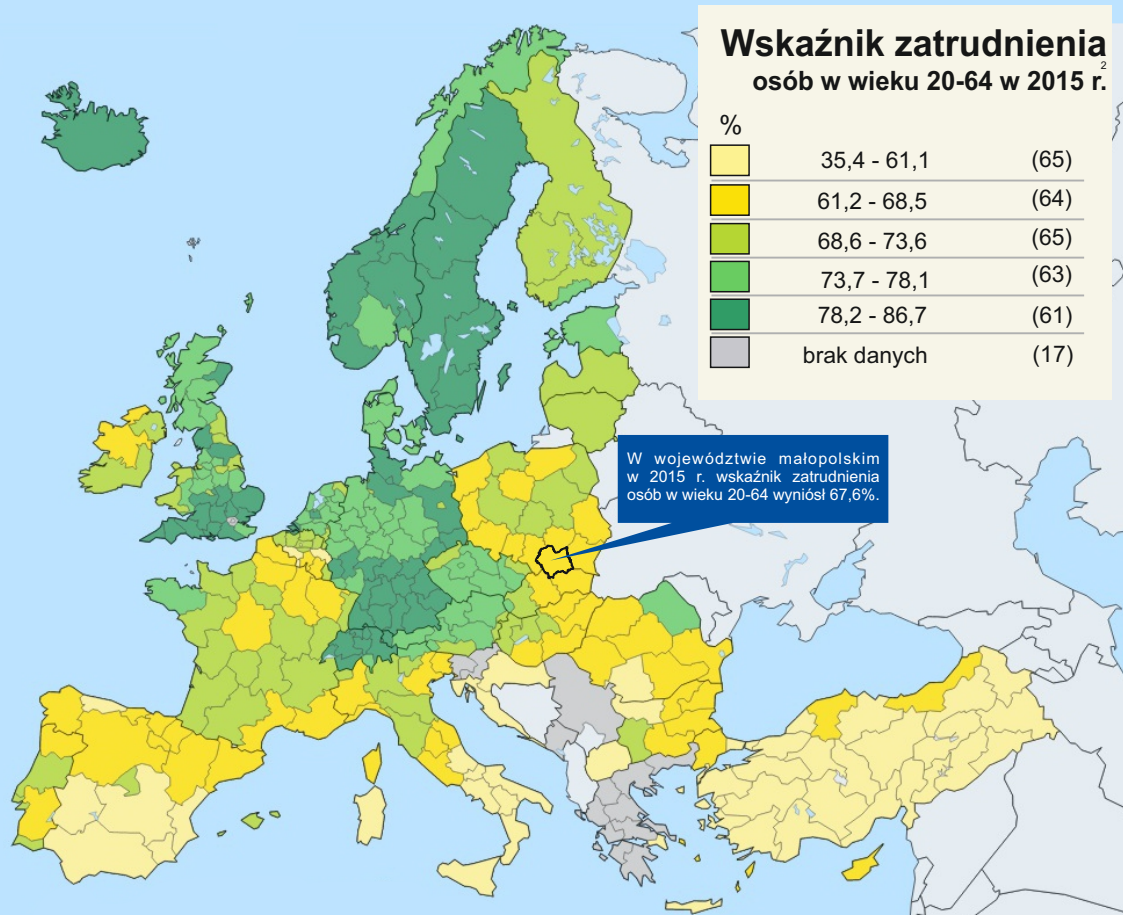 Wskaźnik zatrudnienia
osób w wieku 20-64 w 2015 r.²
%
35,4 - 61,1 (65)
61,2 - 68,5 (64)
68,6 - 73,6 (65)
73,7 - 78,1 (63)
78,2 - 86,7 (61)
brak danych (17)
W województwie małopolskim
w 2015 r. wskaźnik zatrudnienia
osób w wieku 20-64 wyniósł 67,6%.